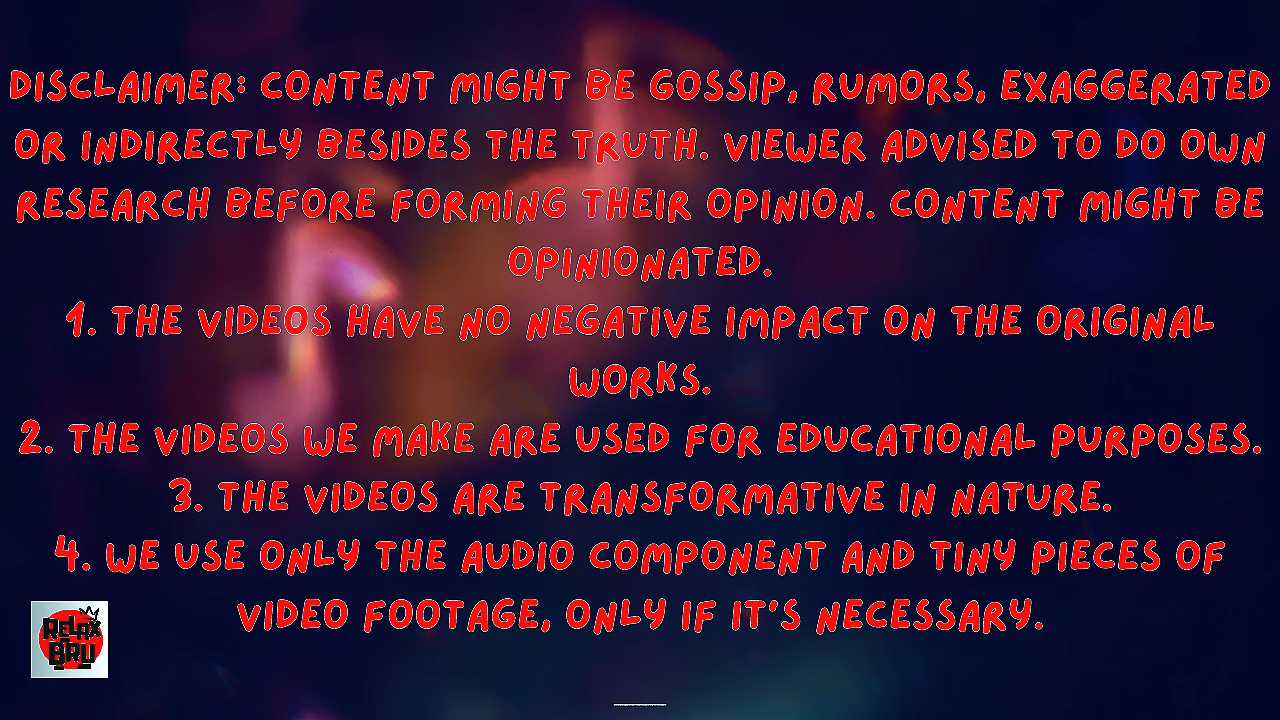 DISCLAIMER: CONTENT MIGHT BE GOSSIP, RUMORS, EXAGGERATED
OR INDIRECTLY BESIDES THE TRUTH. VIEWER ADVISED TO DO OWN
RESEARCH BEFORE FORMING THEIR OPINION. CONTENT MIGHT BE
OPINIONATED.
1. THE VIDEOS HAVE NO NEGATIVE IMPACT ON THE ORIGINAL
WORKS.
2. THE VIDEOS WE MAKE ARE USED FOR EDUCATIONAL PURPOSES.
3. THE VIDEOS ARE TRANSFORMATIVE IN NATURE.
4. WE USE ONLY THE AUDIO COMPONENT AND TINY PIECES OF
VIDEO FOOTAGE, ONLY IF IT'S NECESSARY.
RELAX
BRU